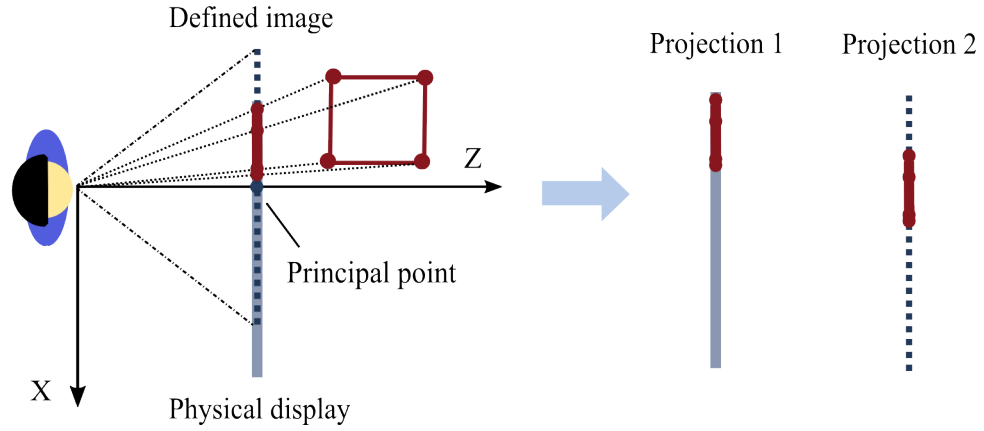 Defined image
Projection 1
Projection 2
Z
Principal point
X
Physical display